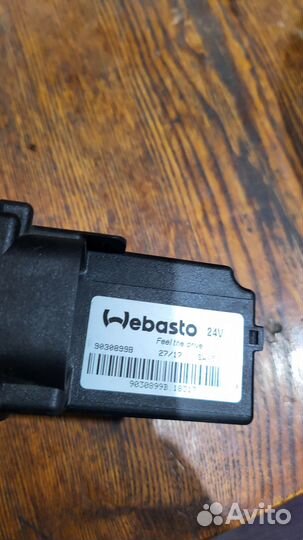 Webasto 24V
Feel the drive
9030899B 27/17
9030899B
Avito